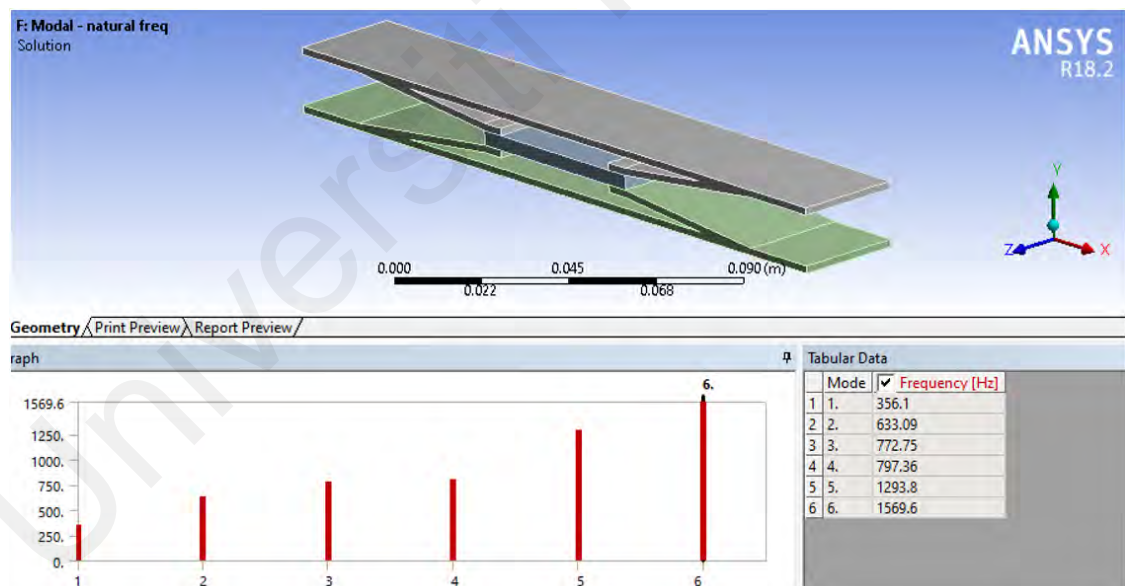 F: Modal - natural freq
Solution
ANSYS
R18.2
Y
Z
X
0.000 0.045 0.090 (m)
0.022 0.068
Geometry Print Preview Report Preview
raph
Tabular Data
Mode Frequency [Hz]
1 1. 356.1
2 2. 633.09
3 3. 772.75
4 4. 797.36
5 5. 1293.8
6 6. 1569.6
6.
1569.6
1250.
1000.
750.
500.
250.
0.
1 2 3 4 5 6
Universiti